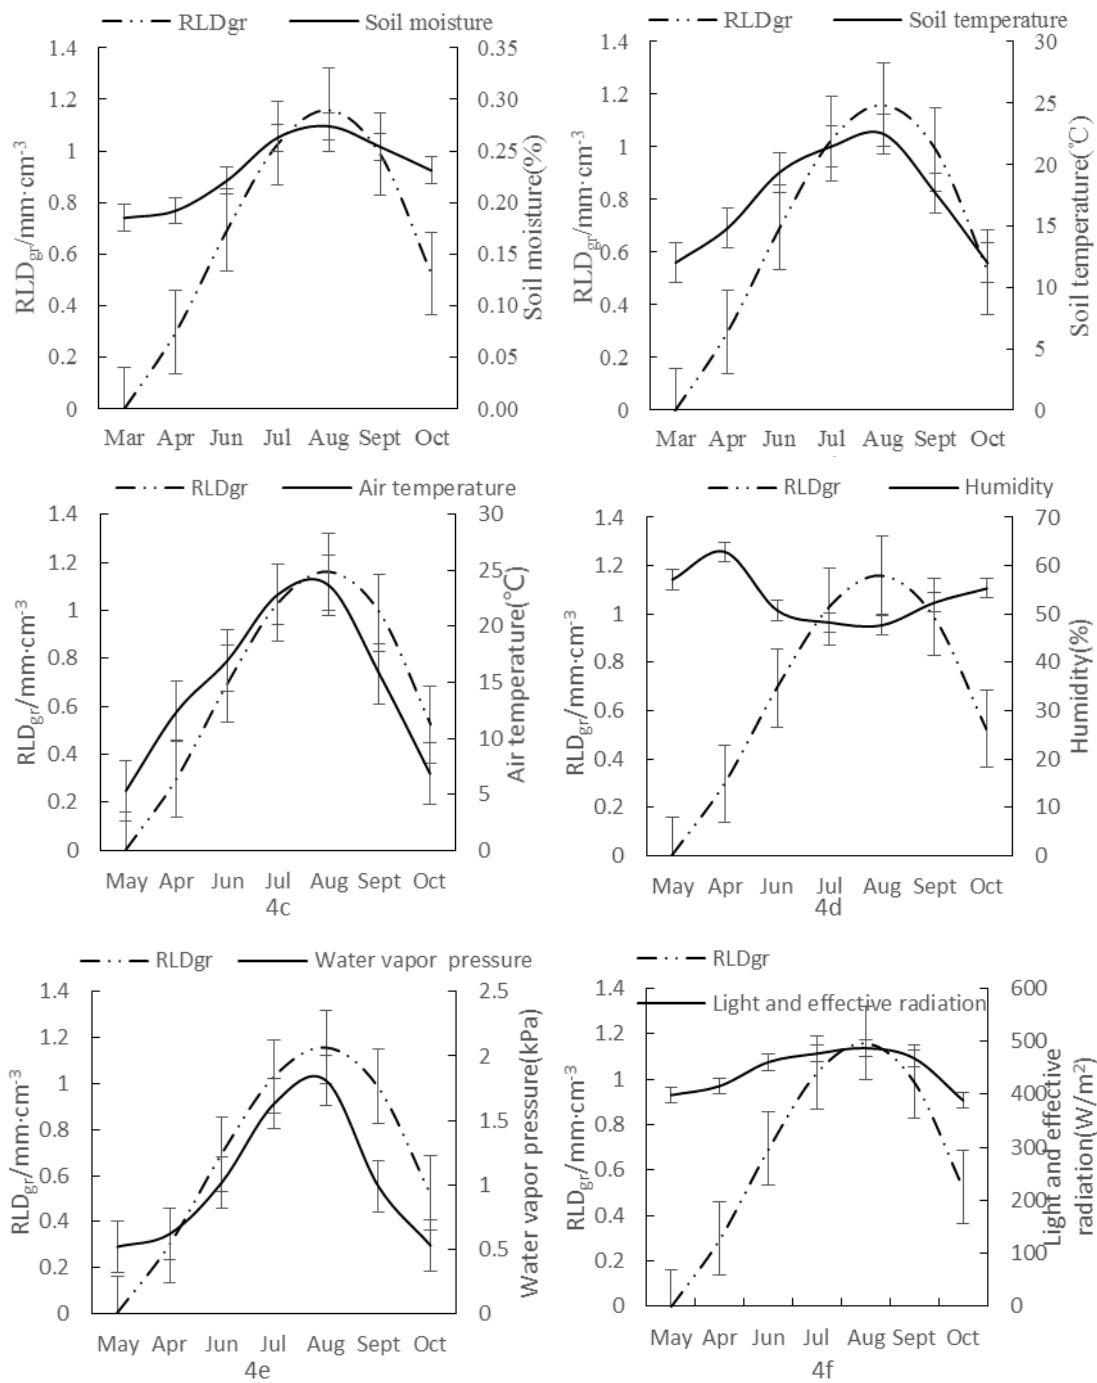 RLDgr Soil moisture
1.4 0.35
1.2 0.30
1 0.25
0.8 0.20
0.6 0.15
0.4 0.10
0.2 0.05
0 0.00
RLDgr/mm·cm-3
Soil moisture(%)
Mar Apr Jun Jul Aug Sept Oct
RLDgr Soil temperature
1.4 30
1.2 25
1 20
0.8 15
0.6 10
0.4 5
0.2 0
0
RLDgr/mm·cm-3
Soil temperature(℃)
Mar Apr Jun Jul Aug Sept Oct
RLDgr Air temperature
1.4 30
1.2 25
1 20
0.8 15
0.6 10
0.4 5
0.2 0
0
RLDgr/mm·cm-3
Air temperature(°C)
May Apr Jun Jul Aug Sept Oct
4c
RLDgr Humidity
1.4 70
1.2 60
1 50
0.8 40
0.6 30
0.4 20
0.2 10
0 0
RLDgr/mm·cm-3
Humidity(%)
May Apr Jun Jul Aug Sept Oct
4d
RLDgr Water vapor pressure
1.4 2.5
1.2 2
1 1.5
0.8 1
0.6 0.5
0.4 0
0.2
0
RLDgr/mm·cm-3
Water vapor pressure(kPa)
May Apr Jun Jul Aug Sept Oct
4e
RLDgr
Light and effective radiation
1.4 600
1.2 500
1 400
0.8 300
0.6 200
0.4 100
0.2 0
0
RLDgr/mm·cm-3
Light and effective
radiation(W/m²)
May Apr Jun Jul Aug Sept Oct
4f